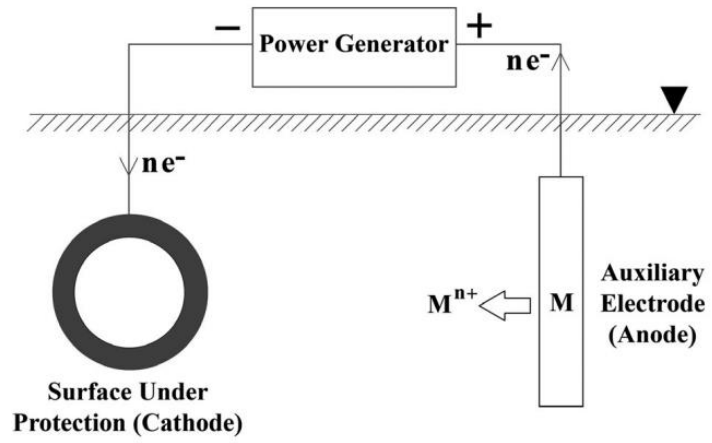 − Power Generator +
ne⁻
ne⁻
Mⁿ⁺ M
Auxiliary
Electrode
(Anode)
Surface Under
Protection (Cathode)